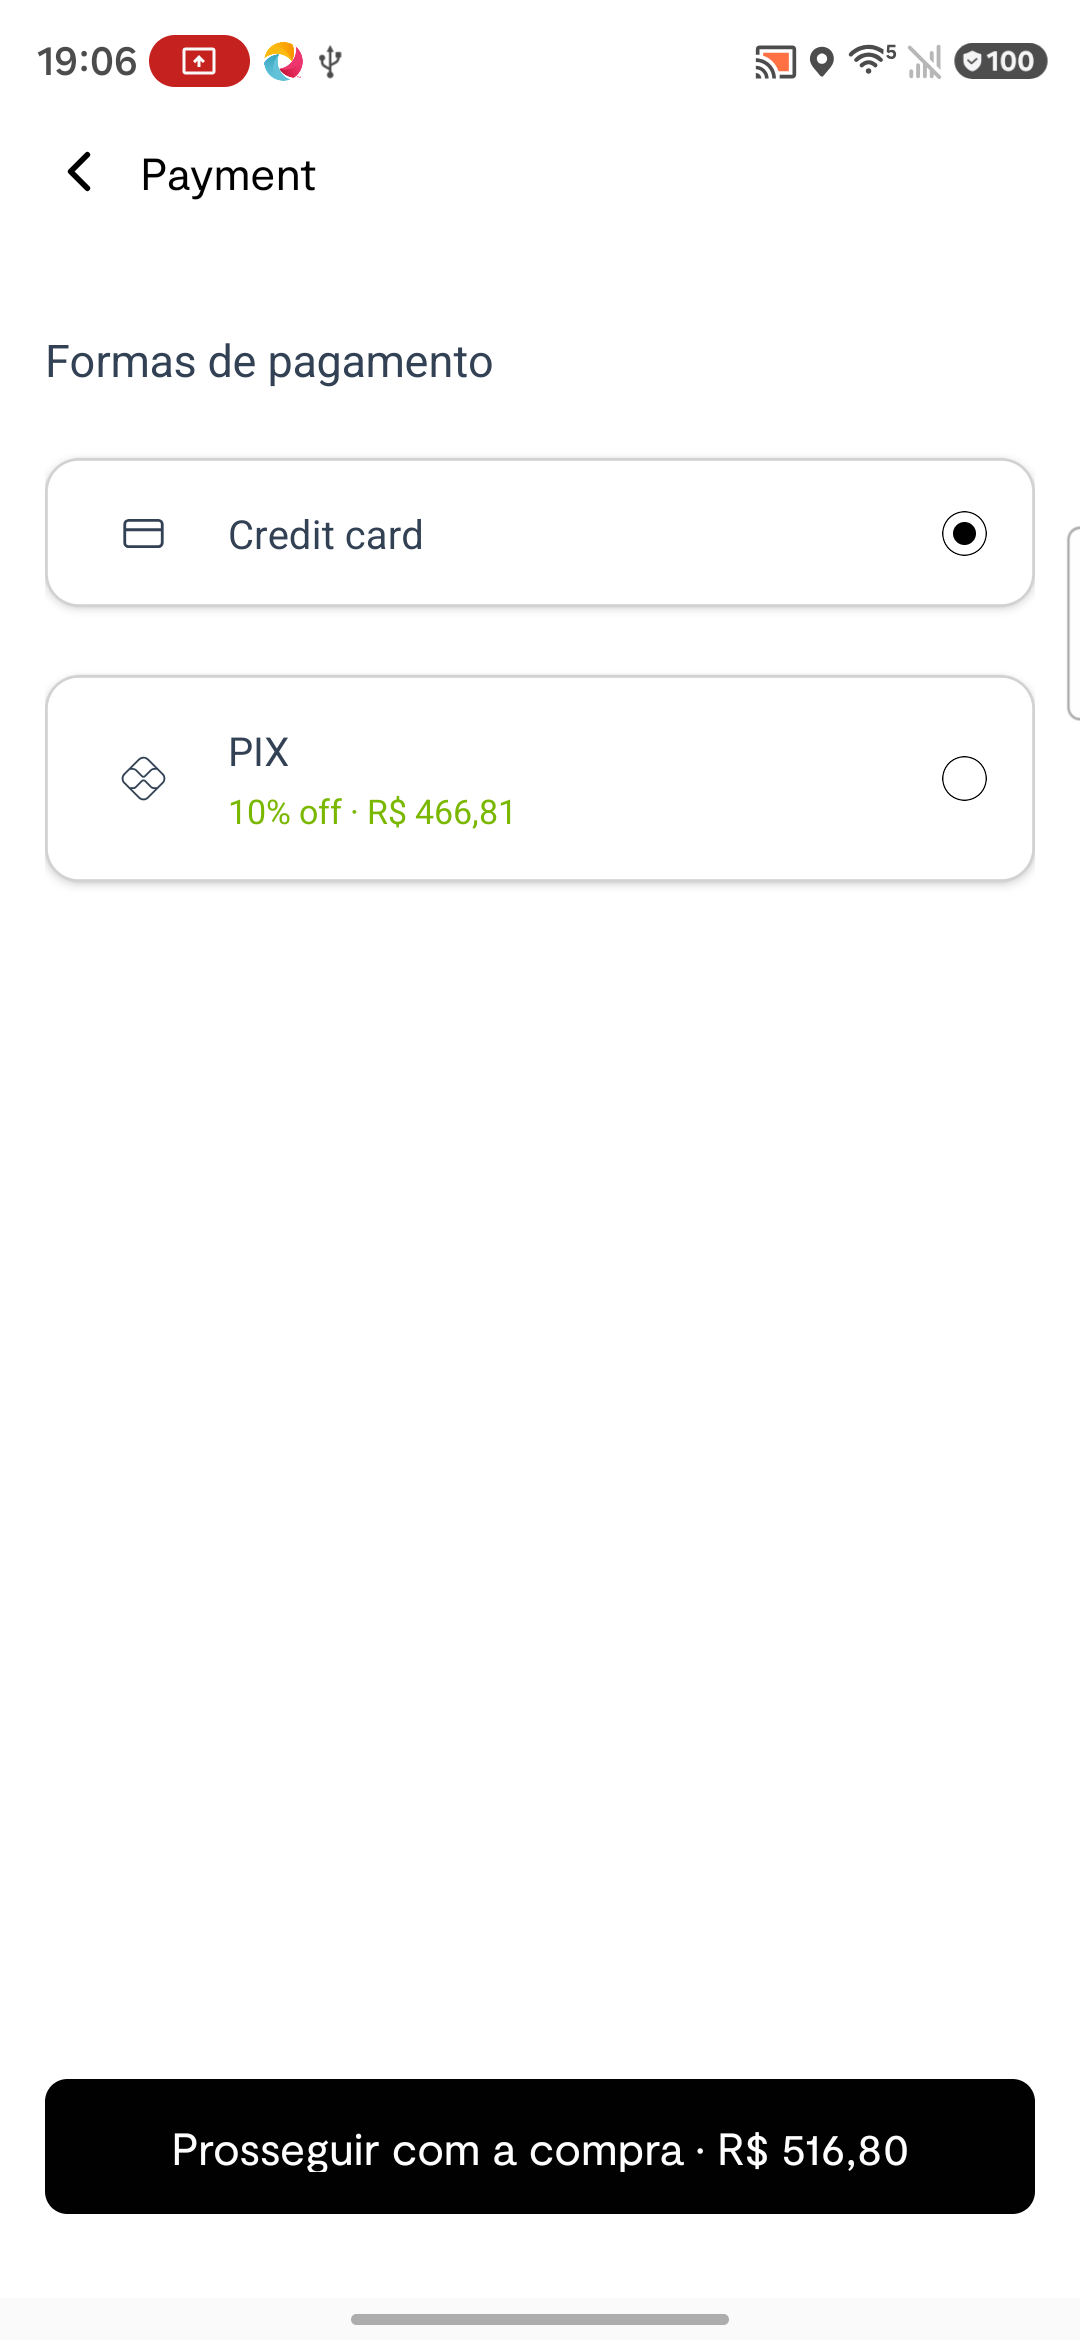 19:06
5
100
Payment
Formas de pagamento
Credit card
PIX
10% off · R$ 466,81
Prosseguir com a compra · R$ 516,80